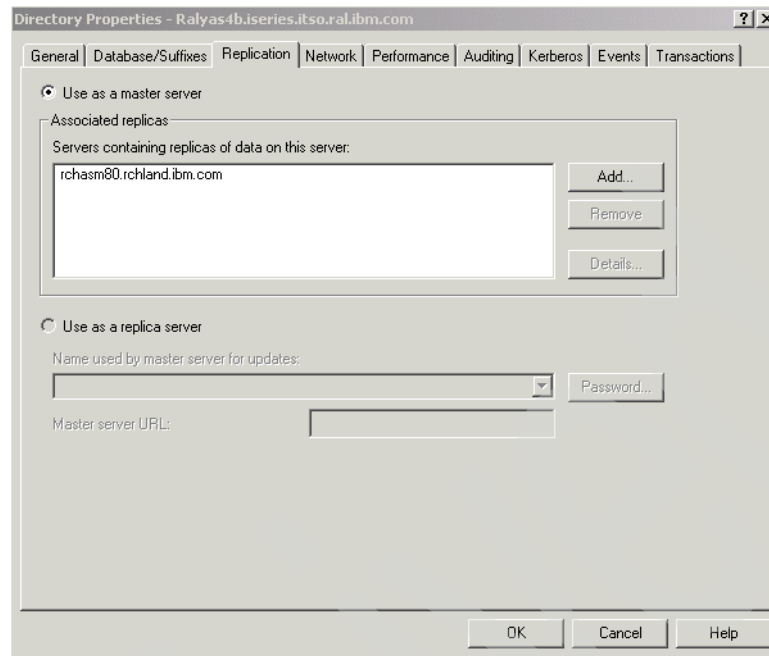 Directory Properties - Ralyas4b.iseries.itso.ral.ibm.com
General Database/Suffixes Replication Network Performance Auditing Kerberos Events Transactions
Use as a master server
Associated replicas
Servers containing replicas of data on this server:
rchasm80.rchland.ibm.com
Add...
Remove
Details...
Use as a replica server
Name used by master server for updates:
Password...
Master server URL:
OK Cancel Help